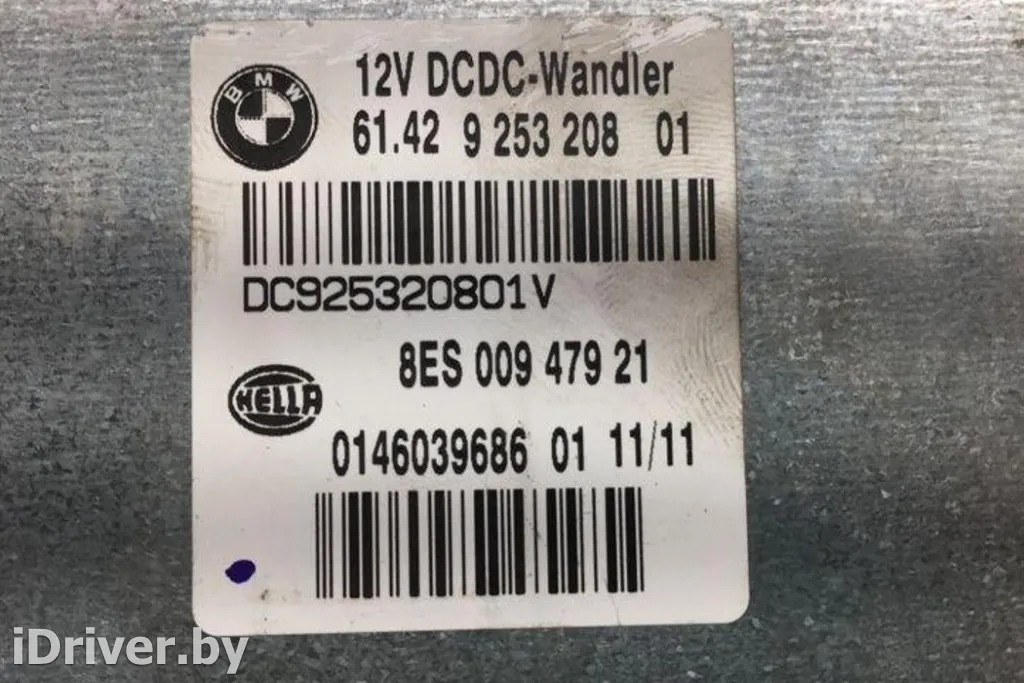 BMW
12V DCDC-Wandler
61.42 9 253 208 01
DC925320801V
8ES 009 479 21
HELLA
0146039686 01 11/11
iDriver.by